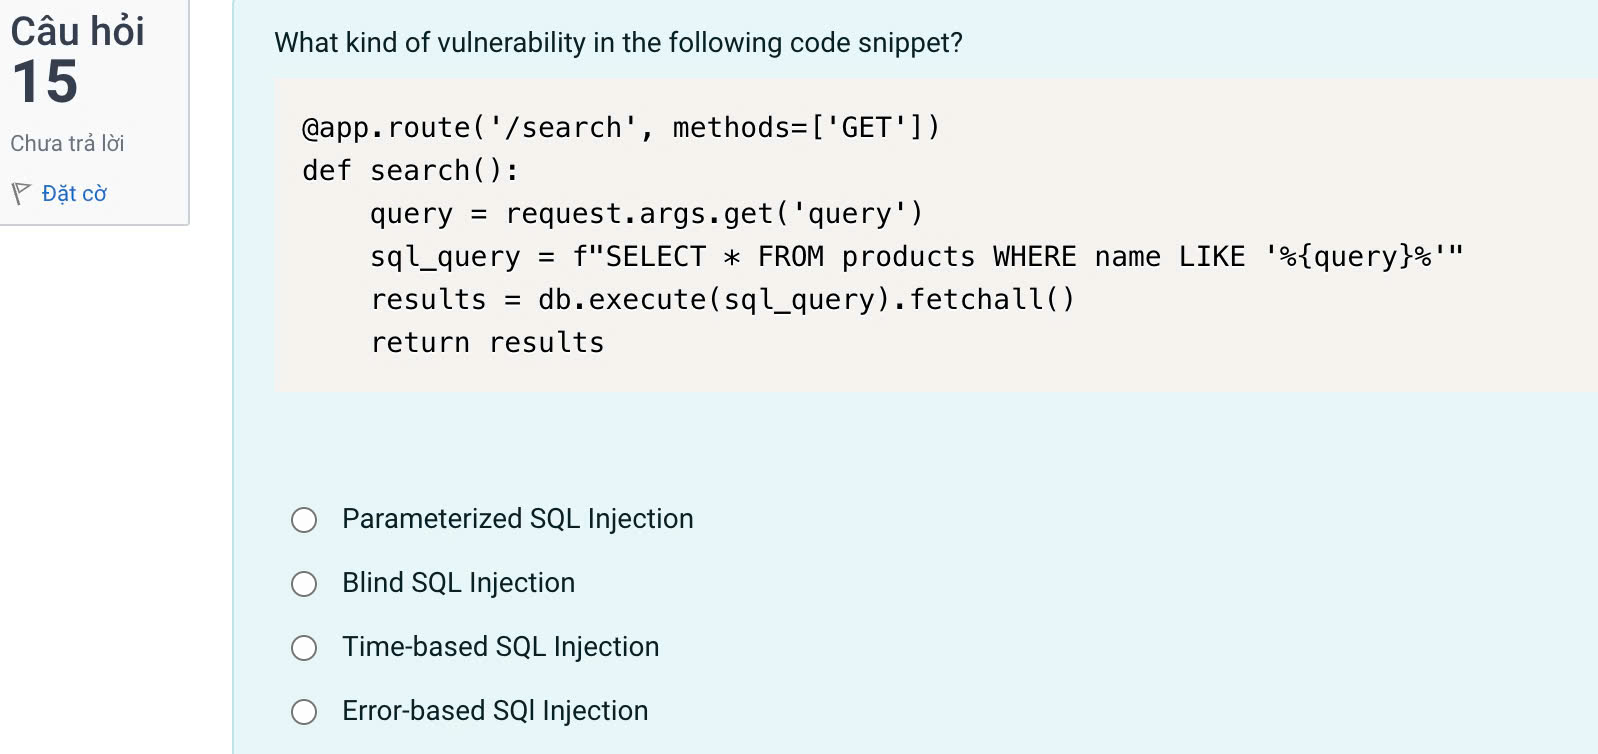 Câu hỏi
15
Chưa trả lời
Đặt cờ
What kind of vulnerability in the following code snippet?
@app.route('/search', methods=['GET'])
def search():
    query = request.args.get('query')
    sql_query = f"SELECT * FROM products WHERE name LIKE '%{query}%'"
    results = db.execute(sql_query).fetchall()
    return results
Parameterized SQL Injection
Blind SQL Injection
Time-based SQL Injection
Error-based SQl Injection